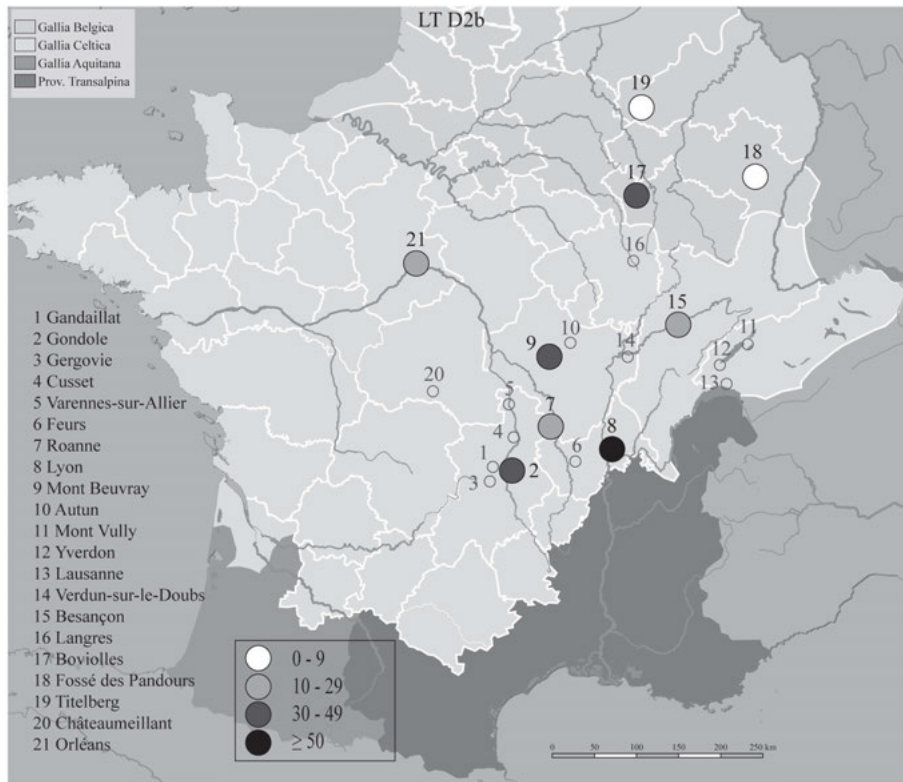 LT D2b
Gallia Belgica
Gallia Celtica
Gallia Aquitana
Prov. Transalpina
19
18
17
16
21
15
10
9
14
11
12
13
20
5
7
8
4
6
1
2
3
1 Gandaillat
2 Gondole
3 Gergovie
4 Cusset
5 Varennes-sur-Allier
6 Feurs
7 Roanne
8 Lyon
9 Mont Beuvray
10 Autun
11 Mont Vully
12 Yverdon
13 Lausanne
14 Verdun-sur-le-Doubs
15 Besançon
16 Langres
17 Boviolles
18 Fossé des Pandours
19 Titelberg
20 Châteaumeillant
21 Orléans
0 - 9
10 - 29
30 - 49
≥ 50
0 50 100 150 200 250 km